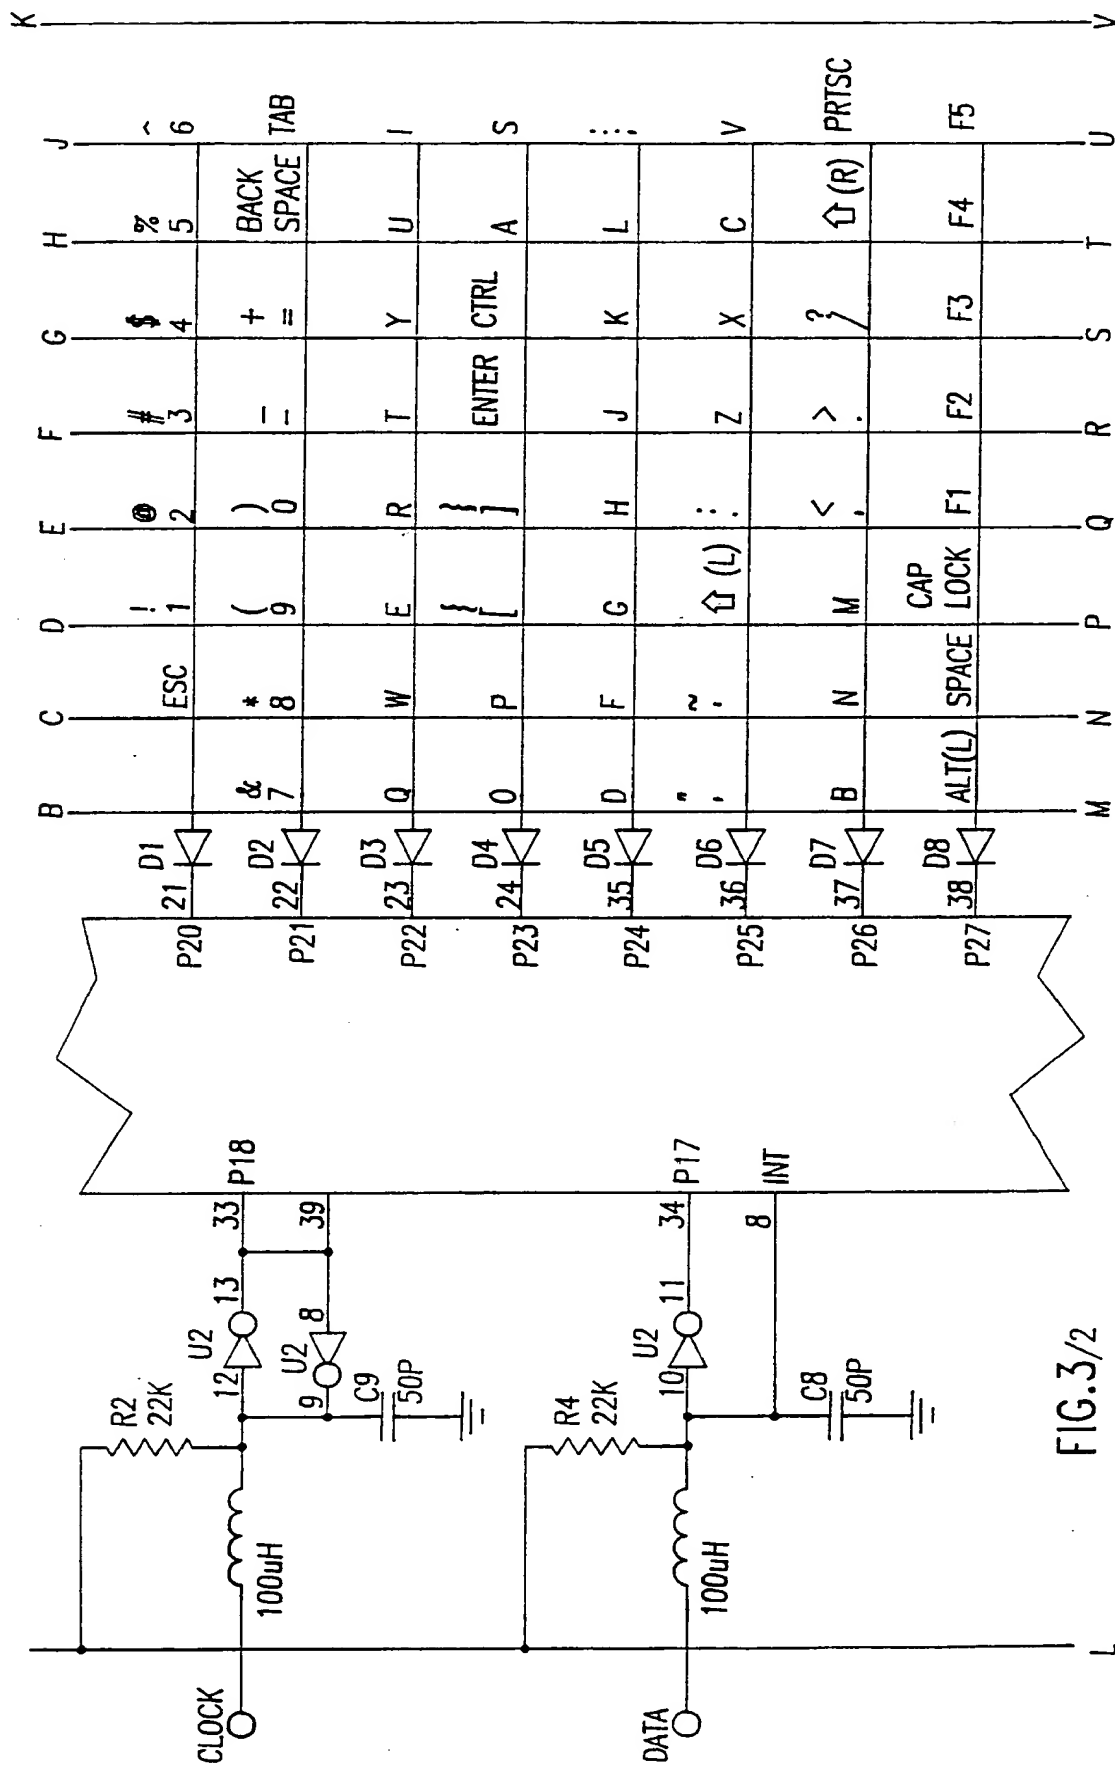 B C D E F G H J K
ESC ! @ # $ % ^
1 2 3 4 5 6
D1 21 P20
& * ( ) _ + BACK
7 8 9 0 - = SPACE TAB
D2 22 P21
Q W E R T Y U I
D3 23 P22
O P { } ENTER CTRL A S
[ ]
D4 24 P23
D F G H J K L :
;
D5 35 P24
" ~ ⇧(L) : Z X C V
D6 36 P25
B N M < > ? ⇧(R) PRTSC
, . /
D7 37 P26
ALT(L) SPACE CAP
LOCK F1 F2 F3 F4 F5
D8 38 P27
M N P Q R S T U V
CLOCK 100uH R2
22K
12 U2 13 33 P18
9 U2 8 39
C9
50P
DATA 100uH R4
22K
10 U2 11 34 P17
8 INT
C8
50P
L
FIG.3/2